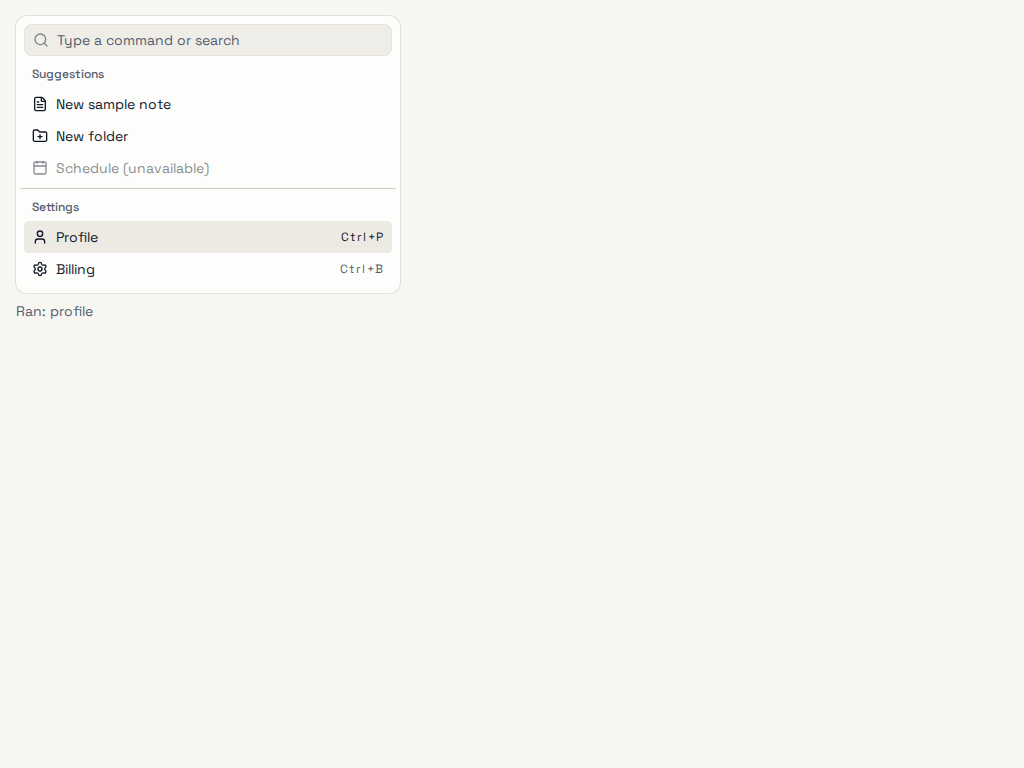 Type a command or search
Suggestions
New sample note
New folder
Schedule (unavailable)
Settings
Profile Ctrl+P
Billing Ctrl+B
Ran: profile